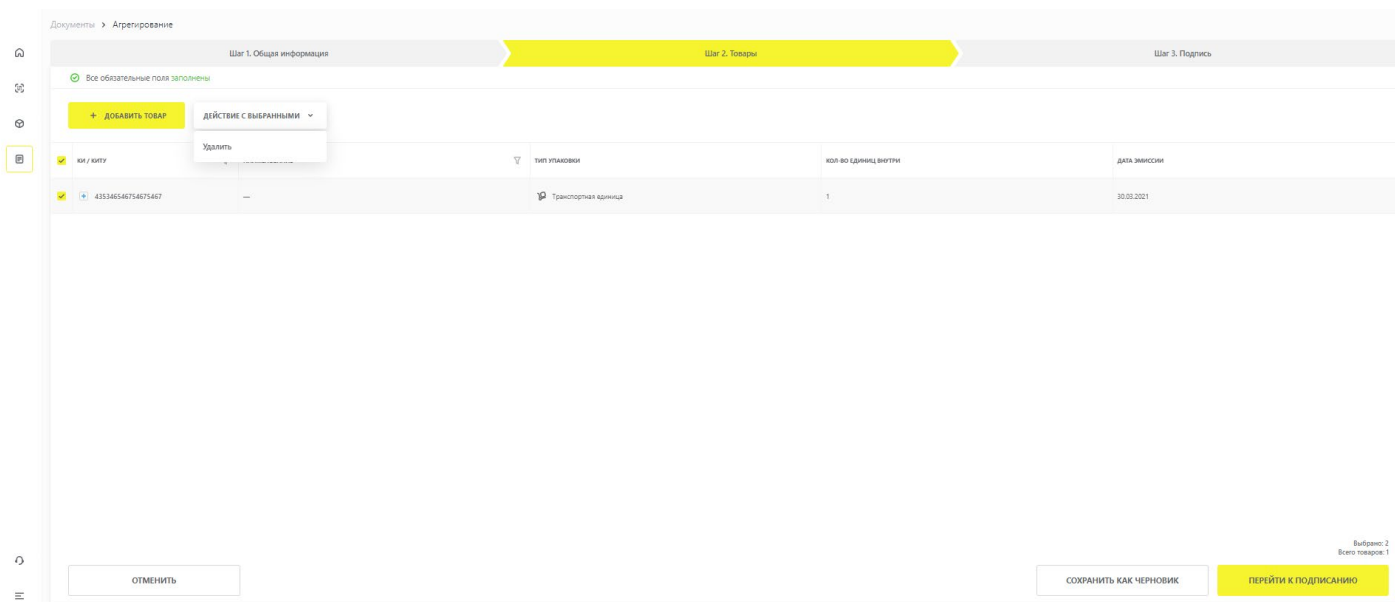 Документы > Агрегирование
Шаг 1. Общая информация
Шаг 2. Товары
Шаг 3. Подпись
Все обязательные поля заполнены
+ ДОБАВИТЬ ТОВАР
ДЕЙСТВИЕ С ВЫБРАННЫМИ
Удалить
КИ / КИТУ
ТИП УПАКОВКИ
КОЛ-ВО ЕДИНИЦ ВНУТРИ
ДАТА ЭМИССИИ
435346546754675467
—
Транспортная единица
1
30.03.2021
Выбрано: 2
Всего товаров: 1
ОТМЕНИТЬ
СОХРАНИТЬ КАК ЧЕРНОВИК
ПЕРЕЙТИ К ПОДПИСАНИЮ